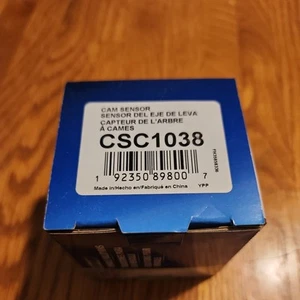 CAM SENSOR
SENSOR DEL EJE DE LEVA
CAPTEUR DE L'ARBRE
À CAMES
CSC1038
1 92350 89800 7
Made in/Hecho en/Fabriqué en China YPP